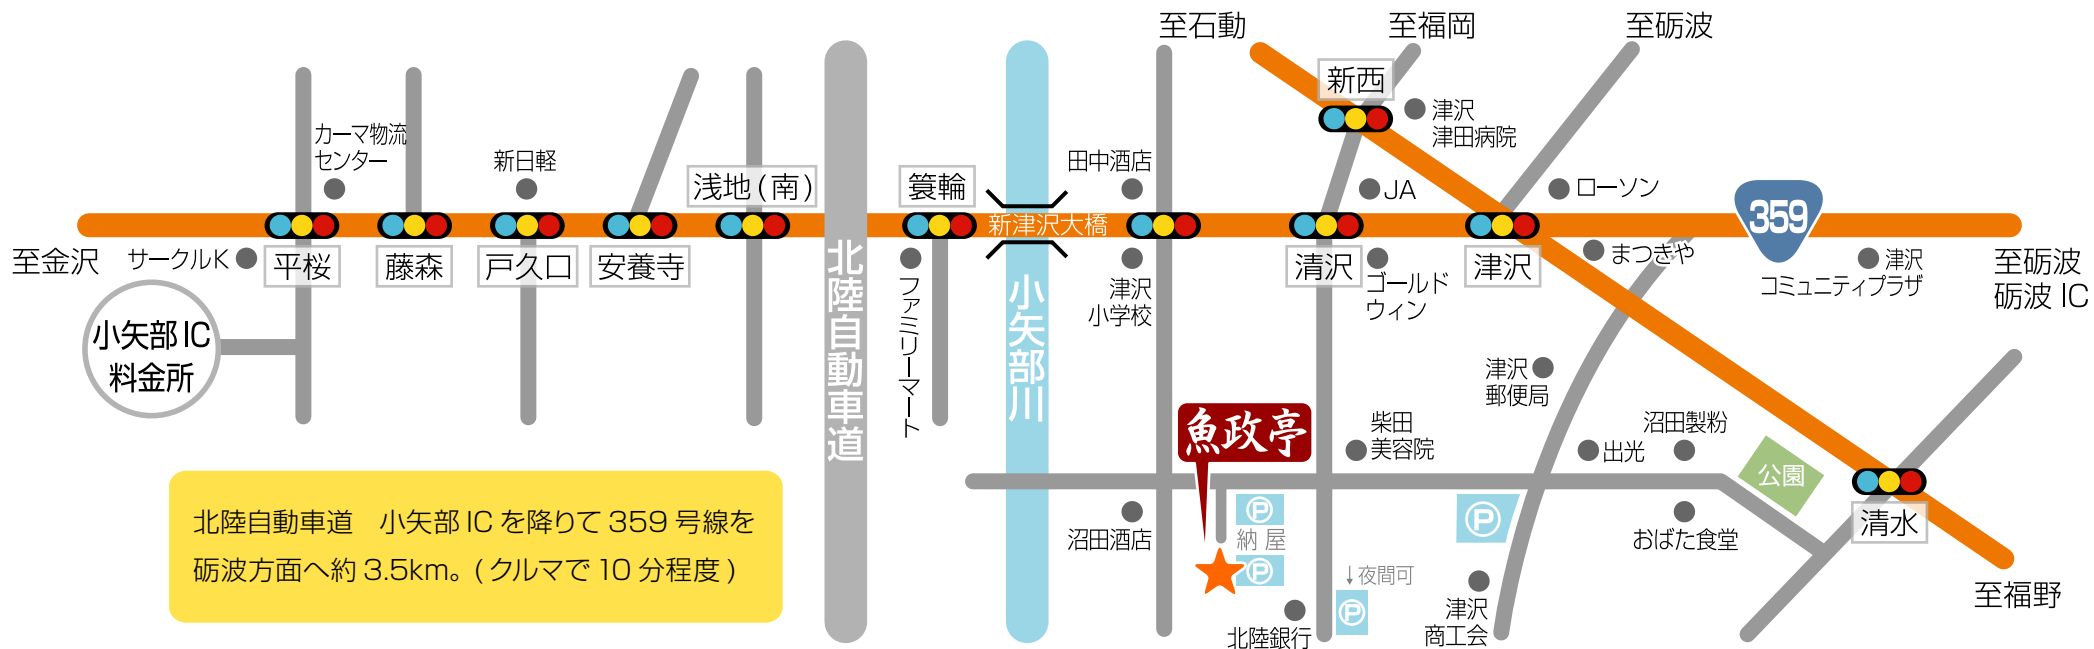 至石動
至福岡
至砺波
新西
津沢
津田病院
カーマ物流
センター
新日軽
田中酒店
浅地(南)
簑輪
JA
ローソン
359
新津沢大橋
至金沢
サークルK
平桜
藤森
戸久口
安養寺
清沢
津沢
まつきや
津沢
コミュニティプラザ
至砺波
砺波 IC
北陸自動車道
ファミリーマート
小矢部川
津沢
小学校
ゴールド
ウィン
小矢部 IC
料金所
津沢
郵便局
魚政亭
柴田
美容院
出光
沼田製粉
公園
清水
北陸自動車道 小矢部 IC を降りて 359 号線を
砺波方面へ約 3.5km。( クルマで 10 分程度 )
沼田酒店
P
納屋
P
P
おばた食堂
↓夜間可
P
津沢
商工会
北陸銀行
至福野